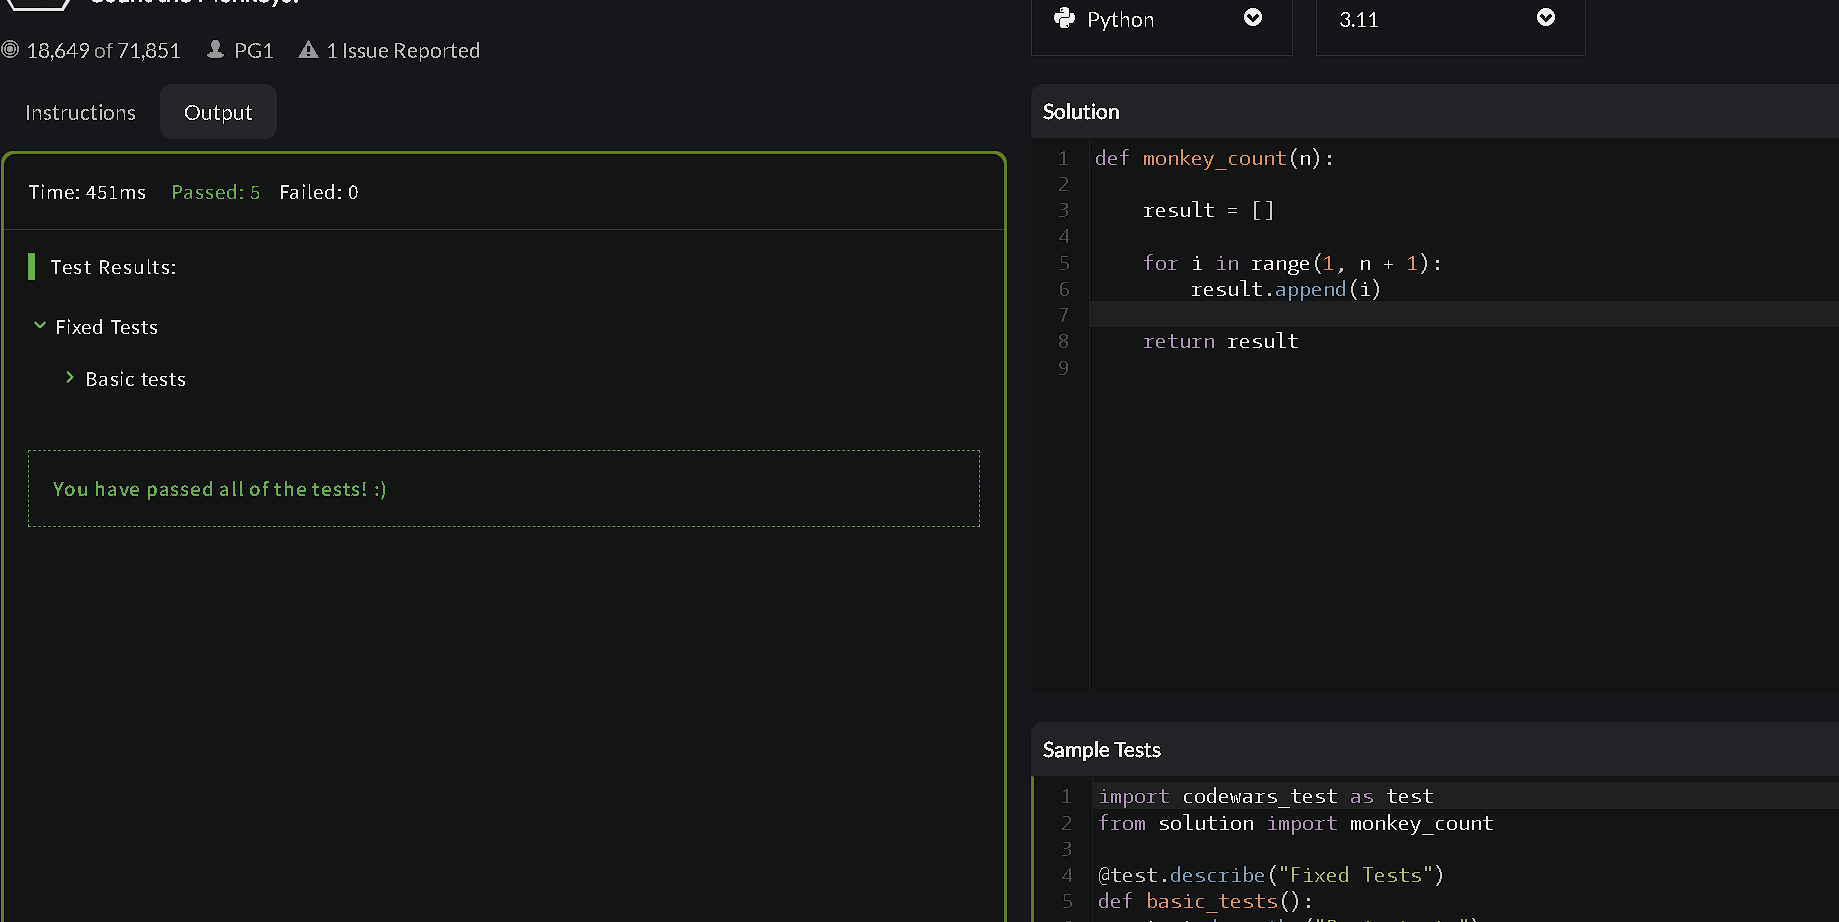 18,649 of 71,851 PG1 1 Issue Reported
Instructions Output
Time: 451ms Passed: 5 Failed: 0
Test Results:
Fixed Tests
Basic tests
You have passed all of the tests! :)
Python 3.11
Solution
1 def monkey_count(n):
2
3     result = []
4
5     for i in range(1, n + 1):
6         result.append(i)
7
8     return result
9
Sample Tests
1 import codewars_test as test
2 from solution import monkey_count
3
4 @test.describe("Fixed Tests")
5 def basic_tests():